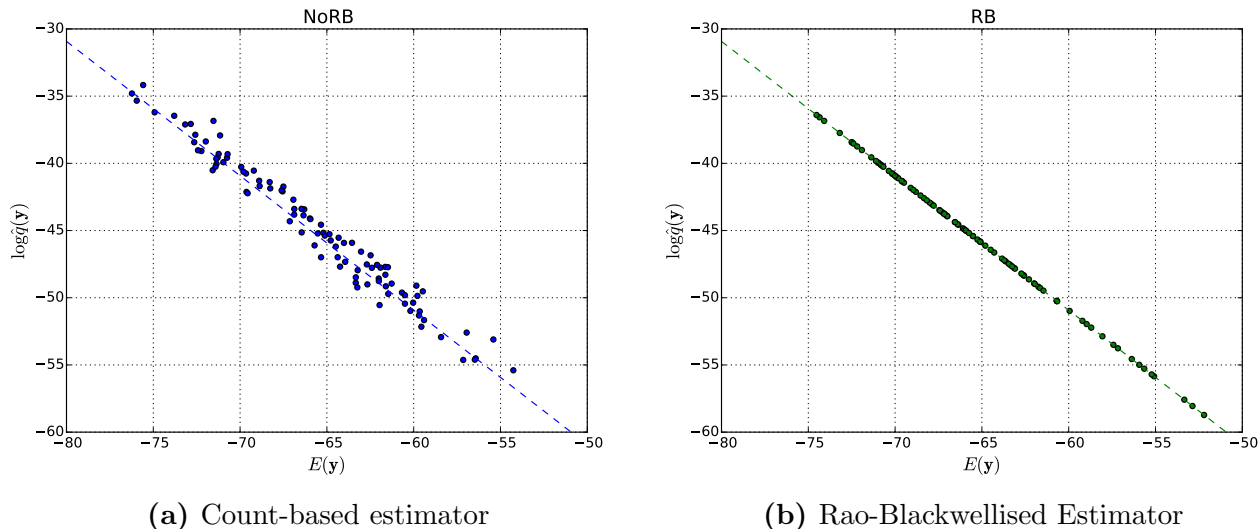 NoRB
−30
−35
−40
−45
−50
−55
−60
log q̂(y)
−80 −75 −70 −65 −60 −55 −50
E(y)
(a) Count-based estimator
RB
−30
−35
−40
−45
−50
−55
−60
log q̂(y)
−80 −75 −70 −65 −60 −55 −50
E(y)
(b) Rao-Blackwellised Estimator